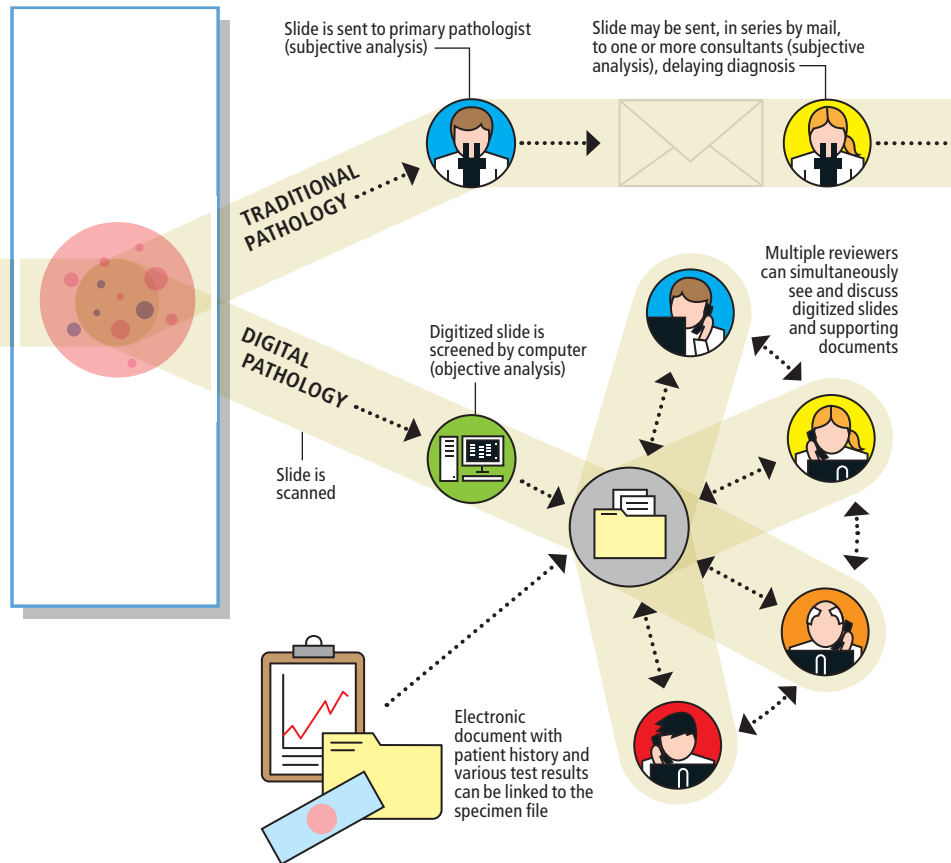 Slide is sent to primary pathologist
(subjective analysis)
Slide may be sent, in series by mail,
to one or more consultants (subjective
analysis), delaying diagnosis
TRADITIONAL
PATHOLOGY
Multiple reviewers
can simultaneously
see and discuss
digitized slides
and supporting
documents
DIGITAL
PATHOLOGY
Digitized slide is
screened by computer
(objective analysis)
Slide is
scanned
Electronic
document with
patient history and
various test results
can be linked to the
specimen file